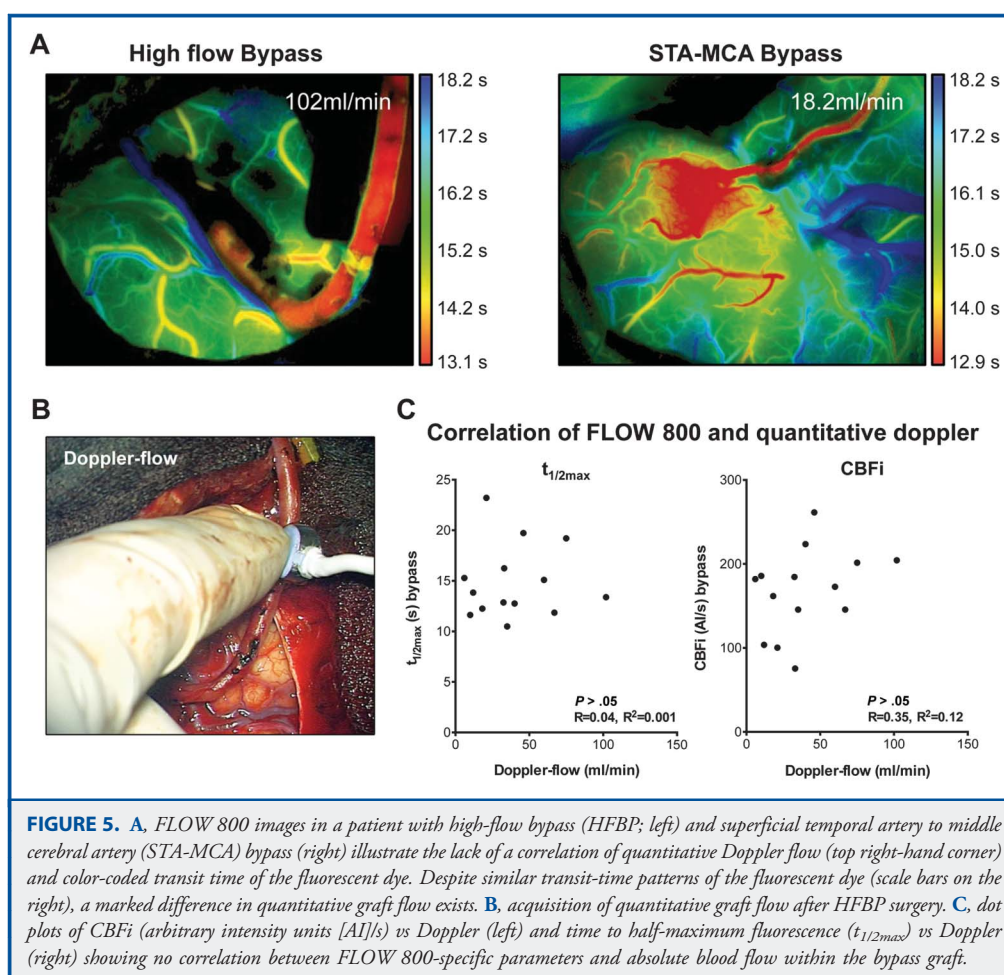 A
High flow Bypass
STA-MCA Bypass
102ml/min
18.2 s
17.2 s
16.2 s
15.2 s
14.2 s
13.1 s
18.2ml/min
18.2 s
17.2 s
16.0 s
15.0 s
14.0 s
12.9 s
B
Doppler-flow
C
Correlation of FLOW 800 and quantitative doppler
t1/2max
t1/2max (s) bypass
25
20
15
10
5
0
P > .05
R=0.04, R²=0.001
0 50 100 150
Doppler-flow (ml/min)
CBFi
CBFi (AI/s) bypass
300
200
100
0
P > .05
R=0.35, R²=0.12
0 50 100 150
Doppler-flow (ml/min)
FIGURE 5. A, FLOW 800 images in a patient with high-flow bypass (HFBP; left) and superficial temporal artery to middle
cerebral artery (STA-MCA) bypass (right) illustrate the lack of a correlation of quantitative Doppler flow (top right-hand corner)
and color-coded transit time of the fluorescent dye. Despite similar transit-time patterns of the fluorescent dye (scale bars on the
right), a marked difference in quantitative graft flow exists. B, acquisition of quantitative graft flow after HFBP surgery. C, dot
plots of CBFi (arbitrary intensity units [AI]/s) vs Doppler (left) and time to half-maximum fluorescence (t1/2max) vs Doppler
(right) showing no correlation between FLOW 800-specific parameters and absolute blood flow within the bypass graft.